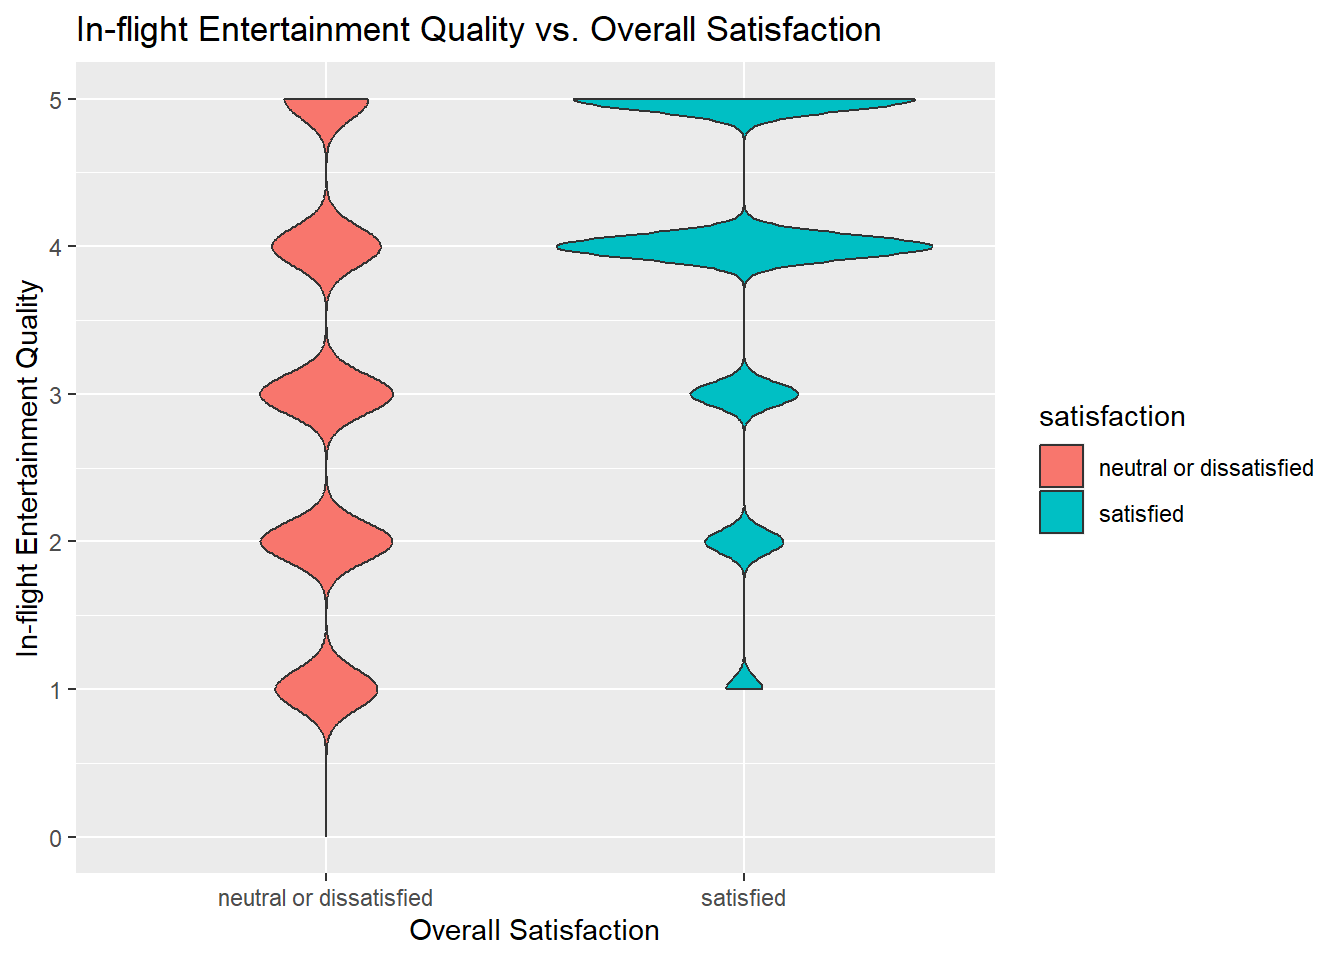 In-flight Entertainment Quality vs. Overall Satisfaction
In-flight Entertainment Quality
5
4
3
2
1
0
neutral or dissatisfied
satisfied
Overall Satisfaction
satisfaction
neutral or dissatisfied
satisfied